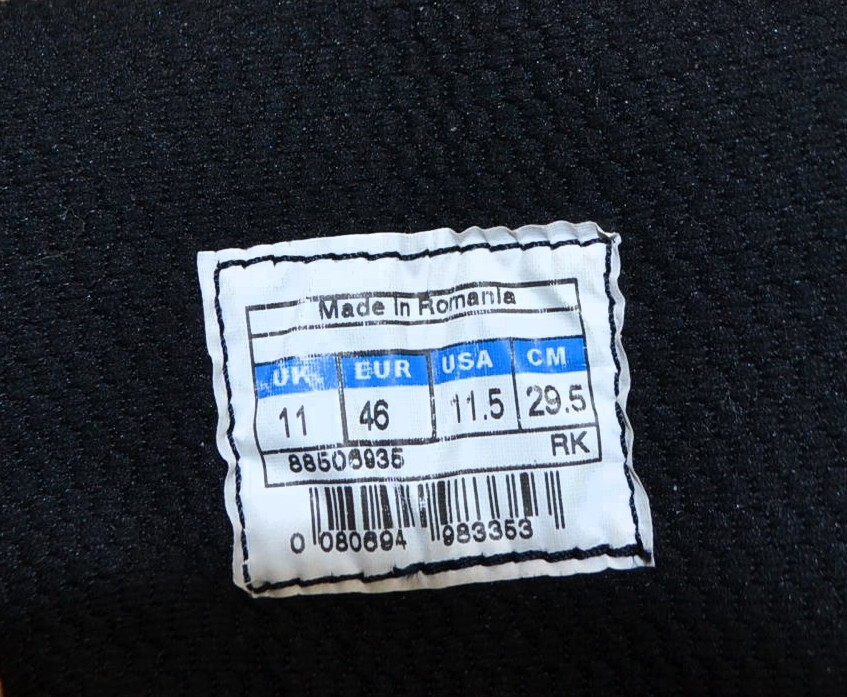 Made in Romania
UK EUR USA CM
11 46 11.5 29.5
88506935 RK
0 080694 983353